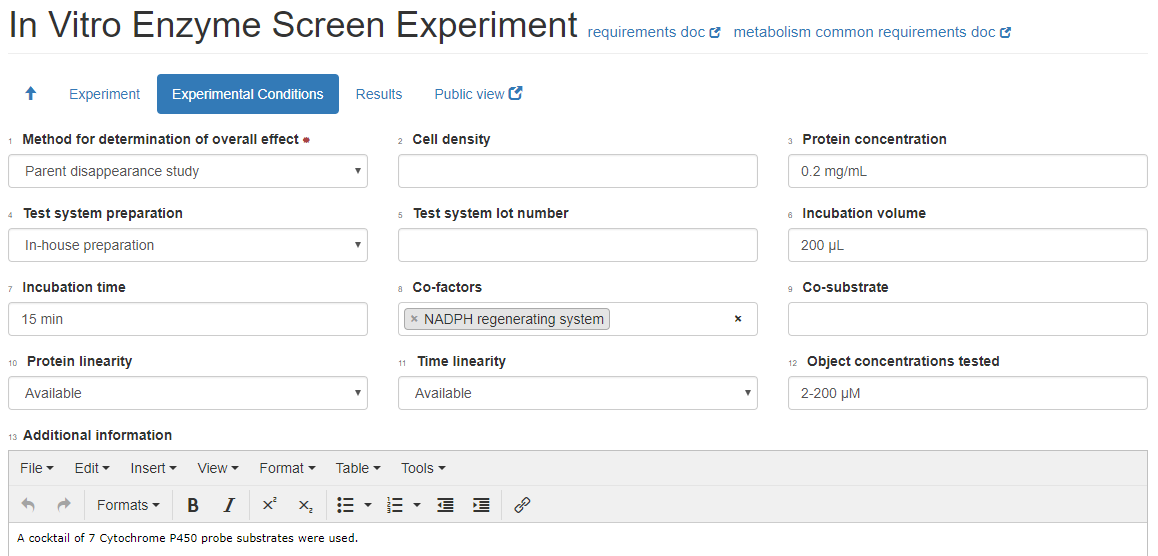 In Vitro Enzyme Screen Experiment requirements doc metabolism common requirements doc
Experiment Experimental Conditions Results Public view
1 Method for determination of overall effect * 2 Cell density 3 Protein concentration
Parent disappearance study 0.2 mg/mL
4 Test system preparation 5 Test system lot number 6 Incubation volume
In-house preparation 200 µL
7 Incubation time 8 Co-factors 9 Co-substrate
15 min × NADPH regenerating system ×
10 Protein linearity 11 Time linearity 12 Object concentrations tested
Available Available 2-200 µM
13 Additional information
File Edit Insert View Format Table Tools
Formats B I x² x₂
A cocktail of 7 Cytochrome P450 probe substrates were used.